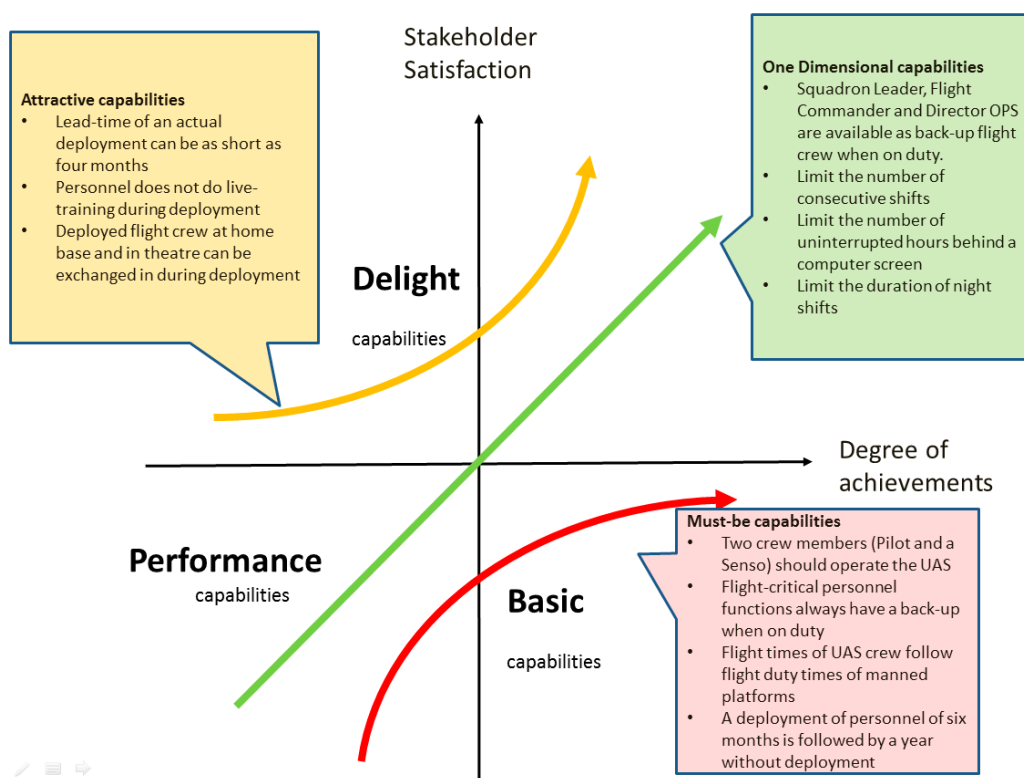 Stakeholder
Satisfaction
Attractive capabilities
• Lead-time of an actual
deployment can be as short as
four months
• Personnel does not do live-
training during deployment
• Deployed flight crew at home
base and in theatre can be
exchanged in during deployment
One Dimensional capabilities
• Squadron Leader, Flight
Commander and Director OPS
are available as back-up flight
crew when on duty.
• Limit the number of
consecutive shifts
• Limit the number of
uninterrupted hours behind a
computer screen
• Limit the duration of night
shifts
Delight
capabilities
Degree of
achievements
Performance
capabilities
Basic
capabilities
Must-be capabilities
• Two crew members (Pilot and a
Senso) should operate the UAS
• Flight-critical personnel
functions always have a back-up
when on duty
• Flight times of UAS crew follow
flight duty times of manned
platforms
• A deployment of personnel of six
months is followed by a year
without deployment